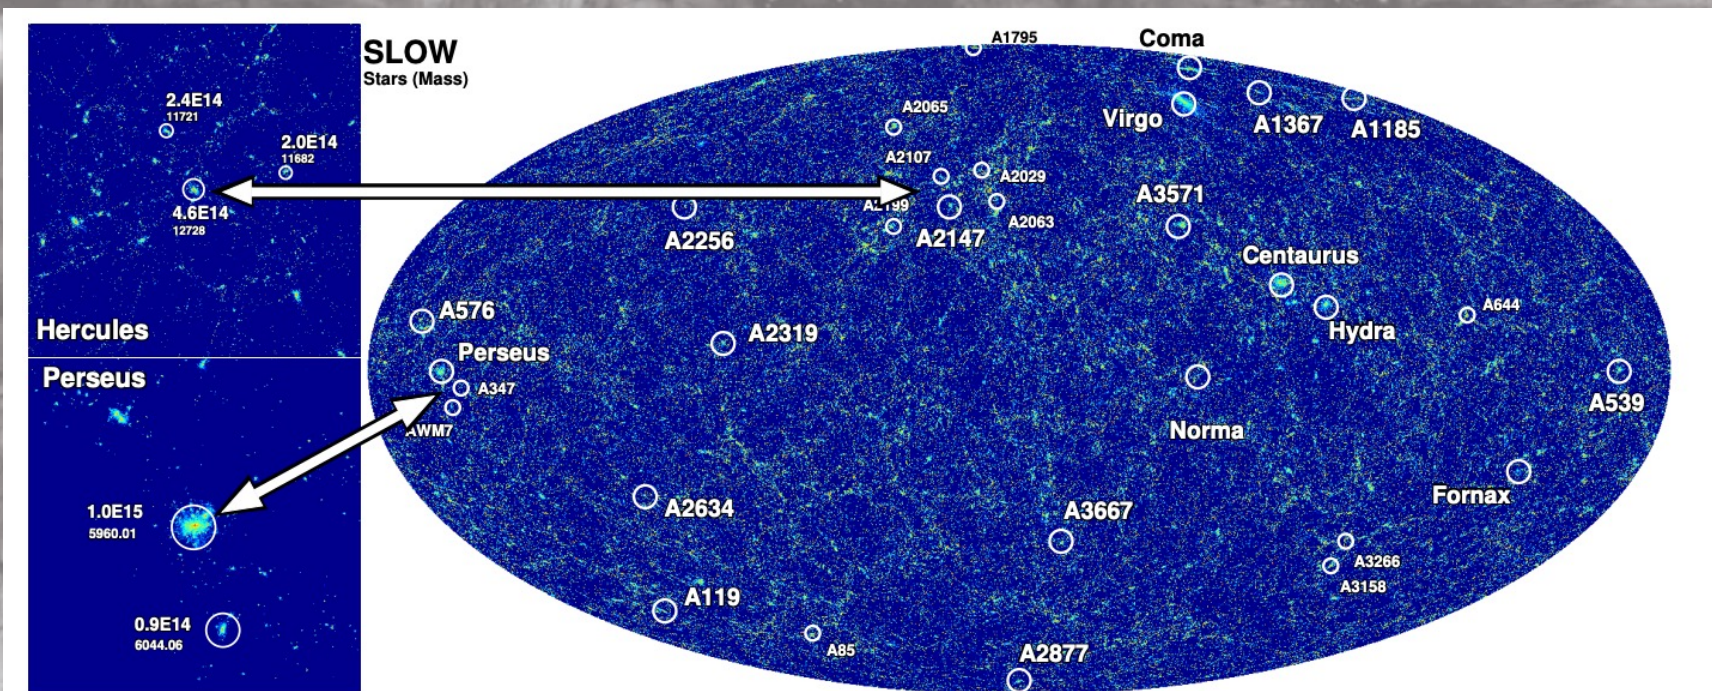 SLOW
Stars (Mass)
2.4E14
11721
2.0E14
11682
4.6E14
12728
Hercules
Perseus
1.0E15
5960.01
0.9E14
6044.06
A1795
Coma
A2065
Virgo
A1367
A1185
A2107
A2029
A2199
A2063
A2147
A2256
A3571
Centaurus
A576
A2319
Hydra
A644
Perseus
A347
AWM7
Norma
A539
A2634
A3667
Fornax
A3266
A3158
A119
A85
A2877